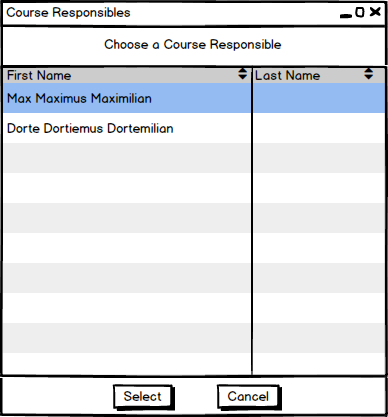 Course Responsibles
Choose a Course Responsible
First Name Last Name
Max Maximus Maximilian
Dorte Dortiemus Dortemilian
Select Cancel